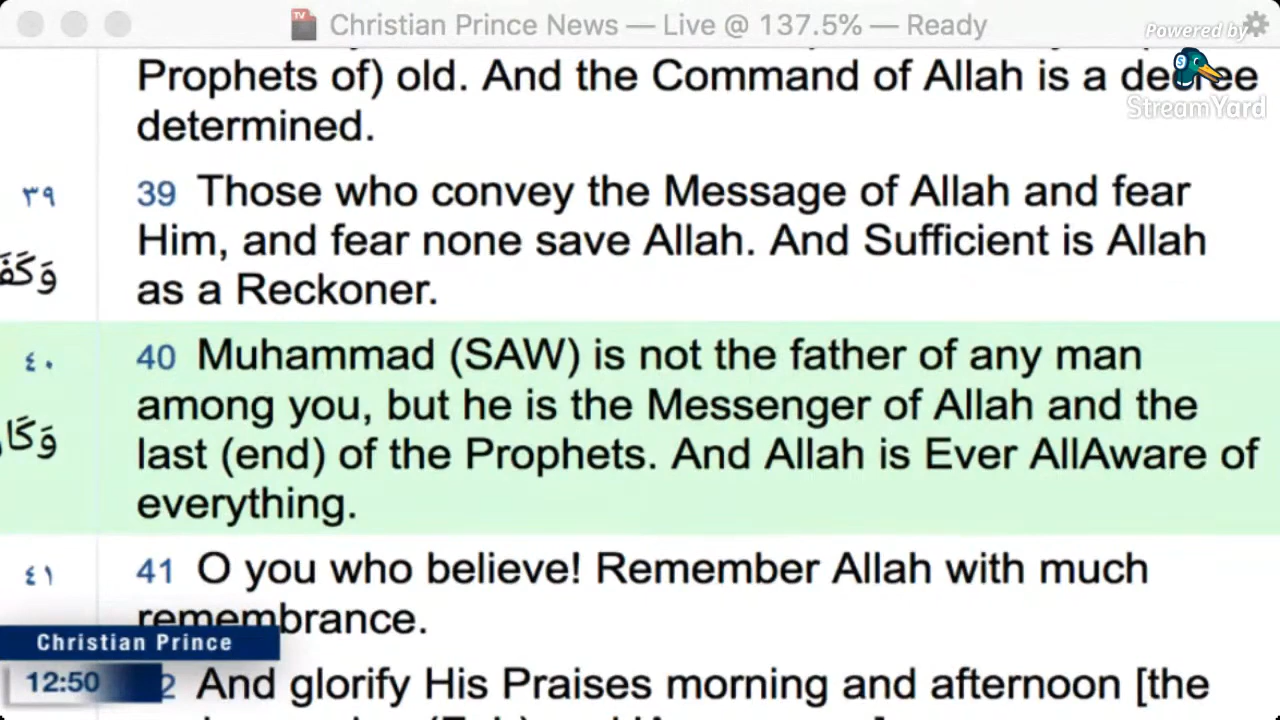 Christian Prince News — Live @ 137.5% — Ready
Powered by
StreamYard
Prophets of) old. And the Command of Allah is a decree
determined.
٣٩
39 Those who convey the Message of Allah and fear
Him, and fear none save Allah. And Sufficient is Allah
as a Reckoner.
٤٠
40 Muhammad (SAW) is not the father of any man
among you, but he is the Messenger of Allah and the
last (end) of the Prophets. And Allah is Ever AllAware of
everything.
٤١
41 O you who believe! Remember Allah with much
remembrance.
Christian Prince
12:50
2 And glorify His Praises morning and afternoon [the